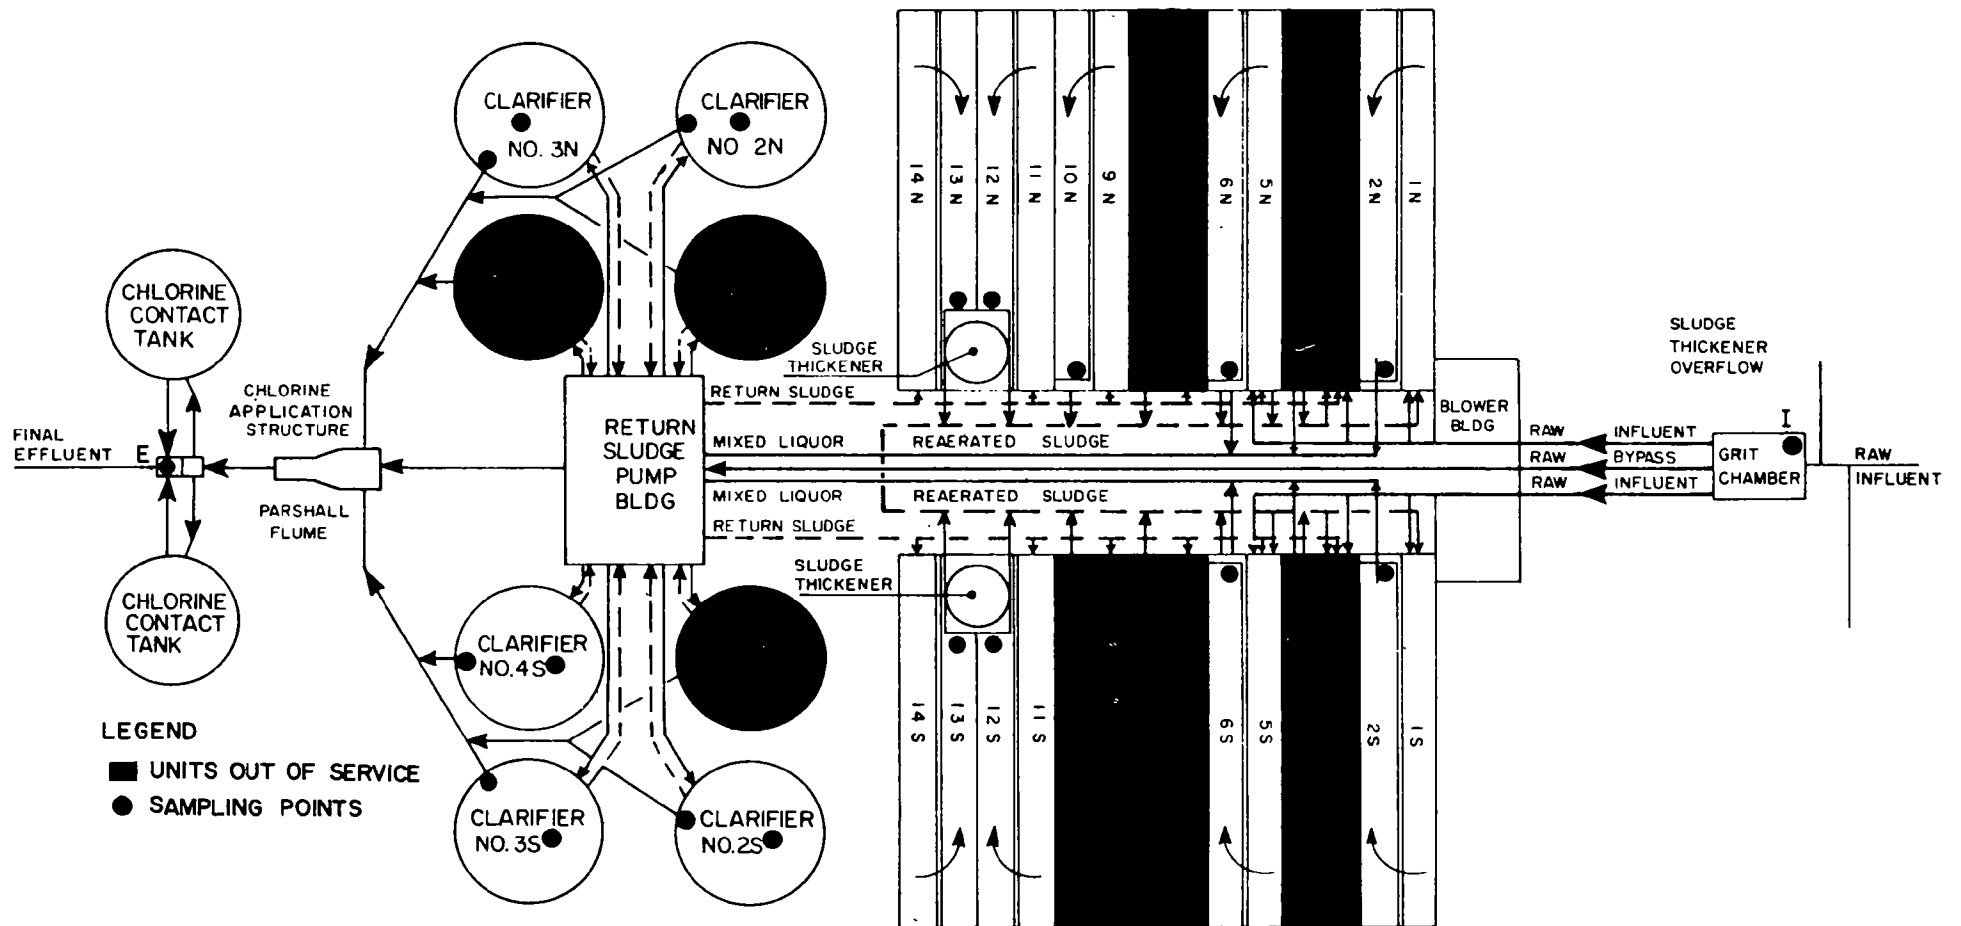 CLARIFIER
NO. 3N
CLARIFIER
NO 2N
CHLORINE
CONTACT
TANK
CHLORINE
APPLICATION
STRUCTURE
FINAL
EFFLUENT
E
PARSHALL
FLUME
CHLORINE
CONTACT
TANK
RETURN
SLUDGE
PUMP
BLDG
CLARIFIER
NO.4S
CLARIFIER
NO. 3S
CLARIFIER
NO.2S
LEGEND
UNITS OUT OF SERVICE
SAMPLING POINTS
14 N
13 N
12 N
11 N
10 N
9 N
6 N
5 N
2 N
1 N
SLUDGE
THICKENER
RETURN SLUDGE
MIXED LIQUOR
REAERATED SLUDGE
MIXED LIQUOR
REAERATED SLUDGE
RETURN SLUDGE
SLUDGE
THICKENER
BLOWER
BLDG
RAW INFLUENT
RAW BYPASS
RAW INFLUENT
I
GRIT
CHAMBER
SLUDGE
THICKENER
OVERFLOW
RAW
INFLUENT
14 S
13 S
12 S
11 S
6 S
5 S
2 S
1 S